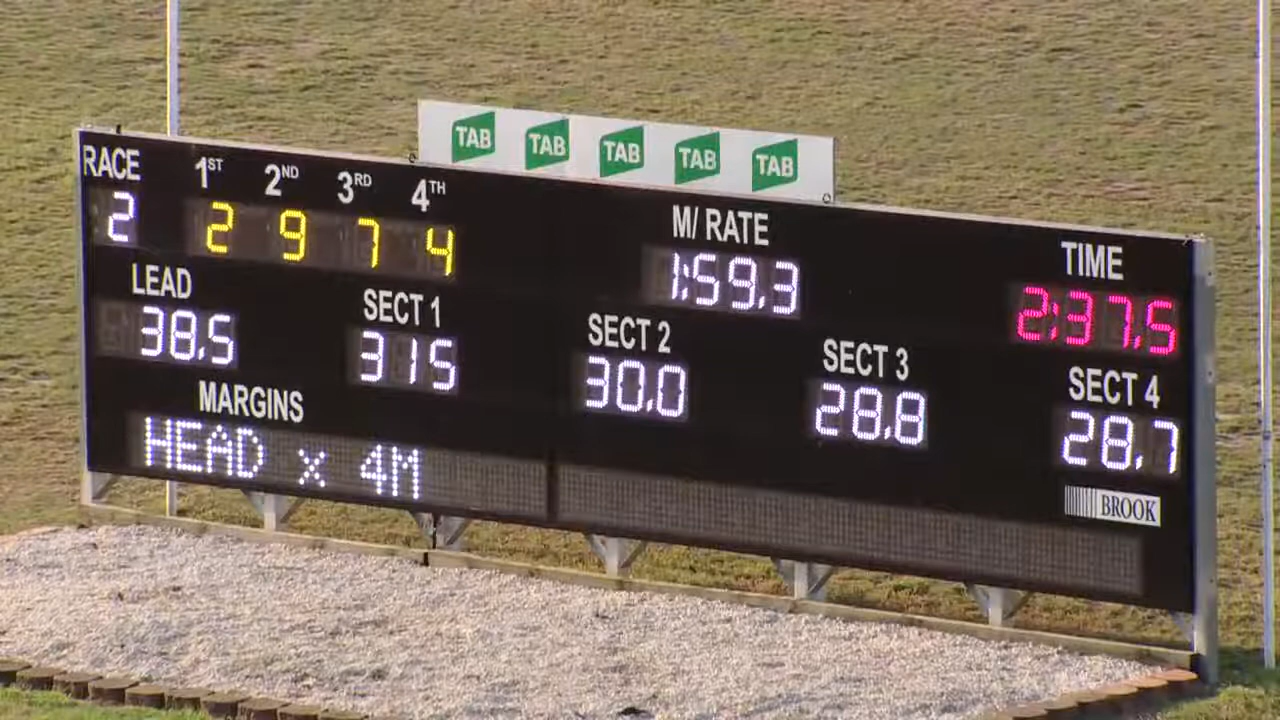 TAB TAB TAB TAB TAB
RACE 1ST 2ND 3RD 4TH
2 2 9 7 4
M/ RATE
1:59.3
TIME
2:37.5
LEAD
38.5
SECT 1
315
SECT 2
30.0
SECT 3
28.8
SECT 4
28.7
MARGINS
HEAD x 4M
BROOK